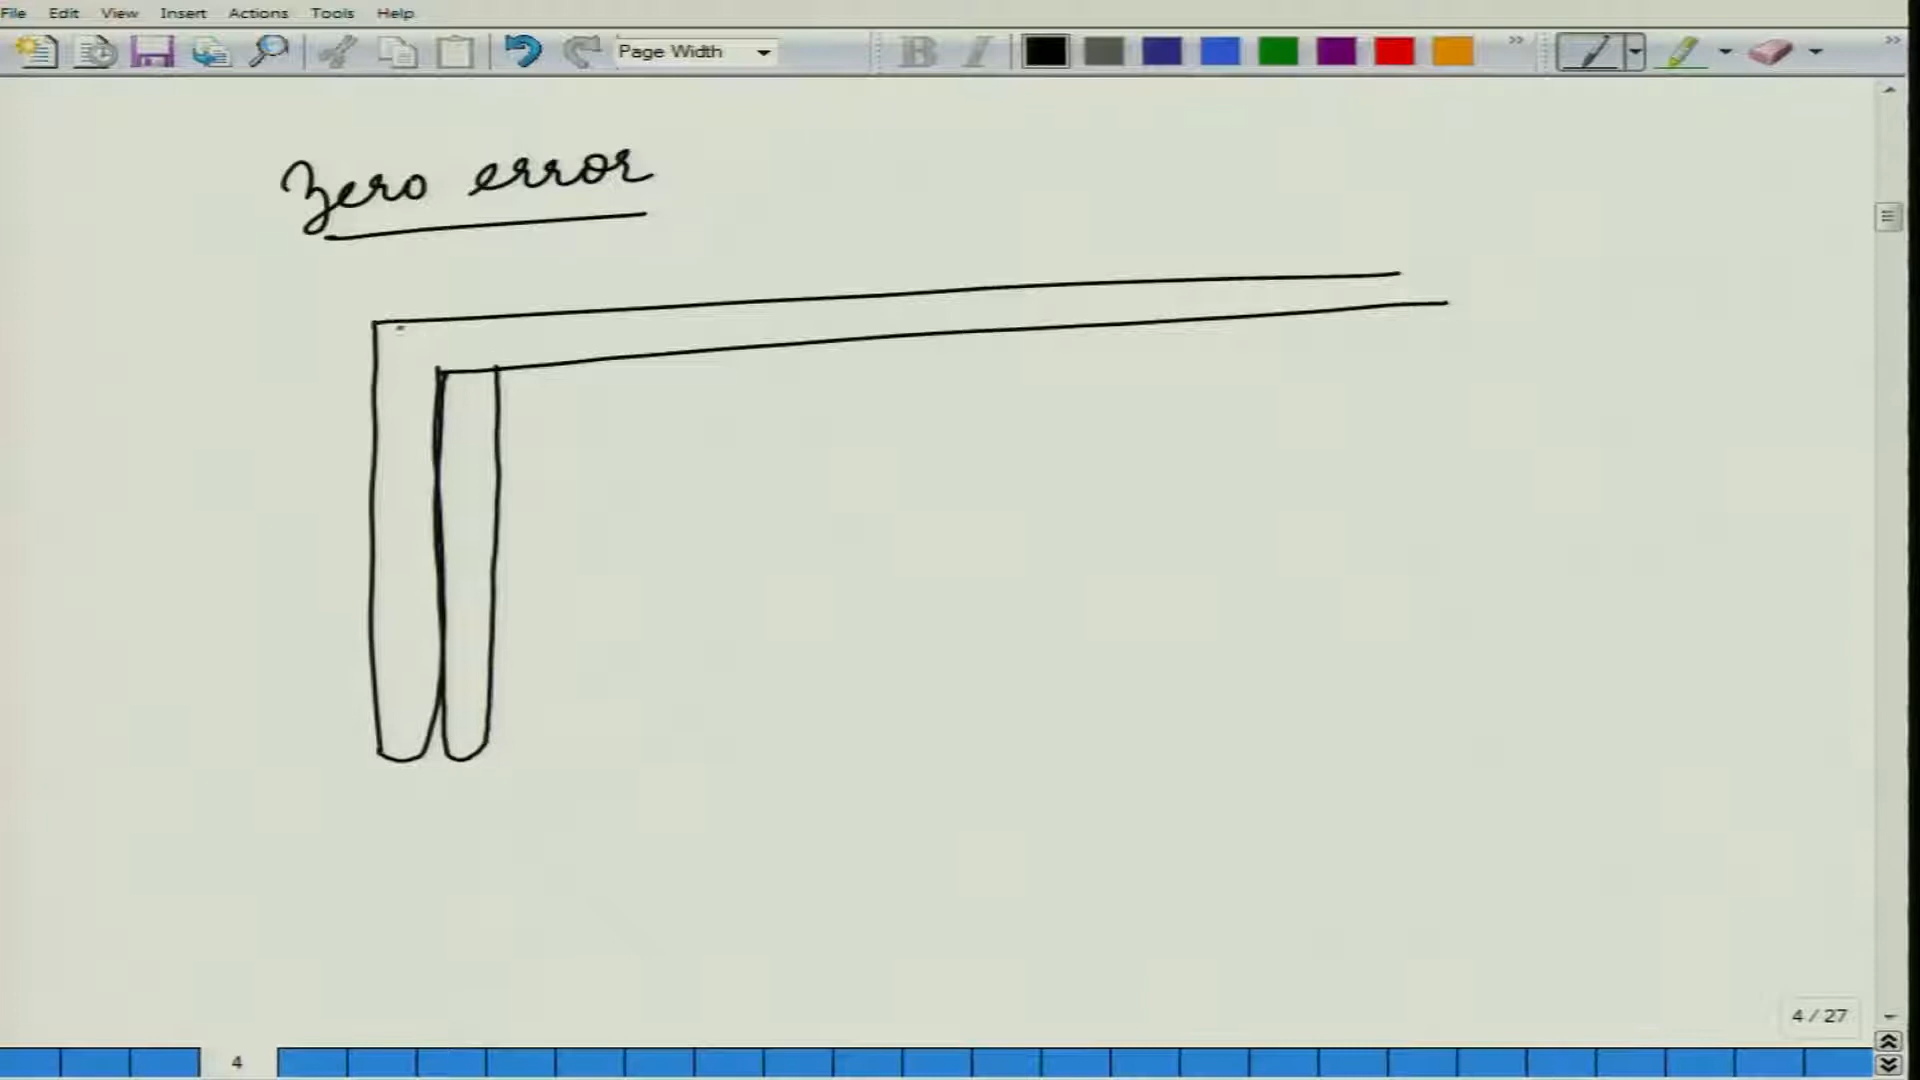 File Edit View Insert Actions Tools Help
Page Width B I
Zero error
4 / 27
4